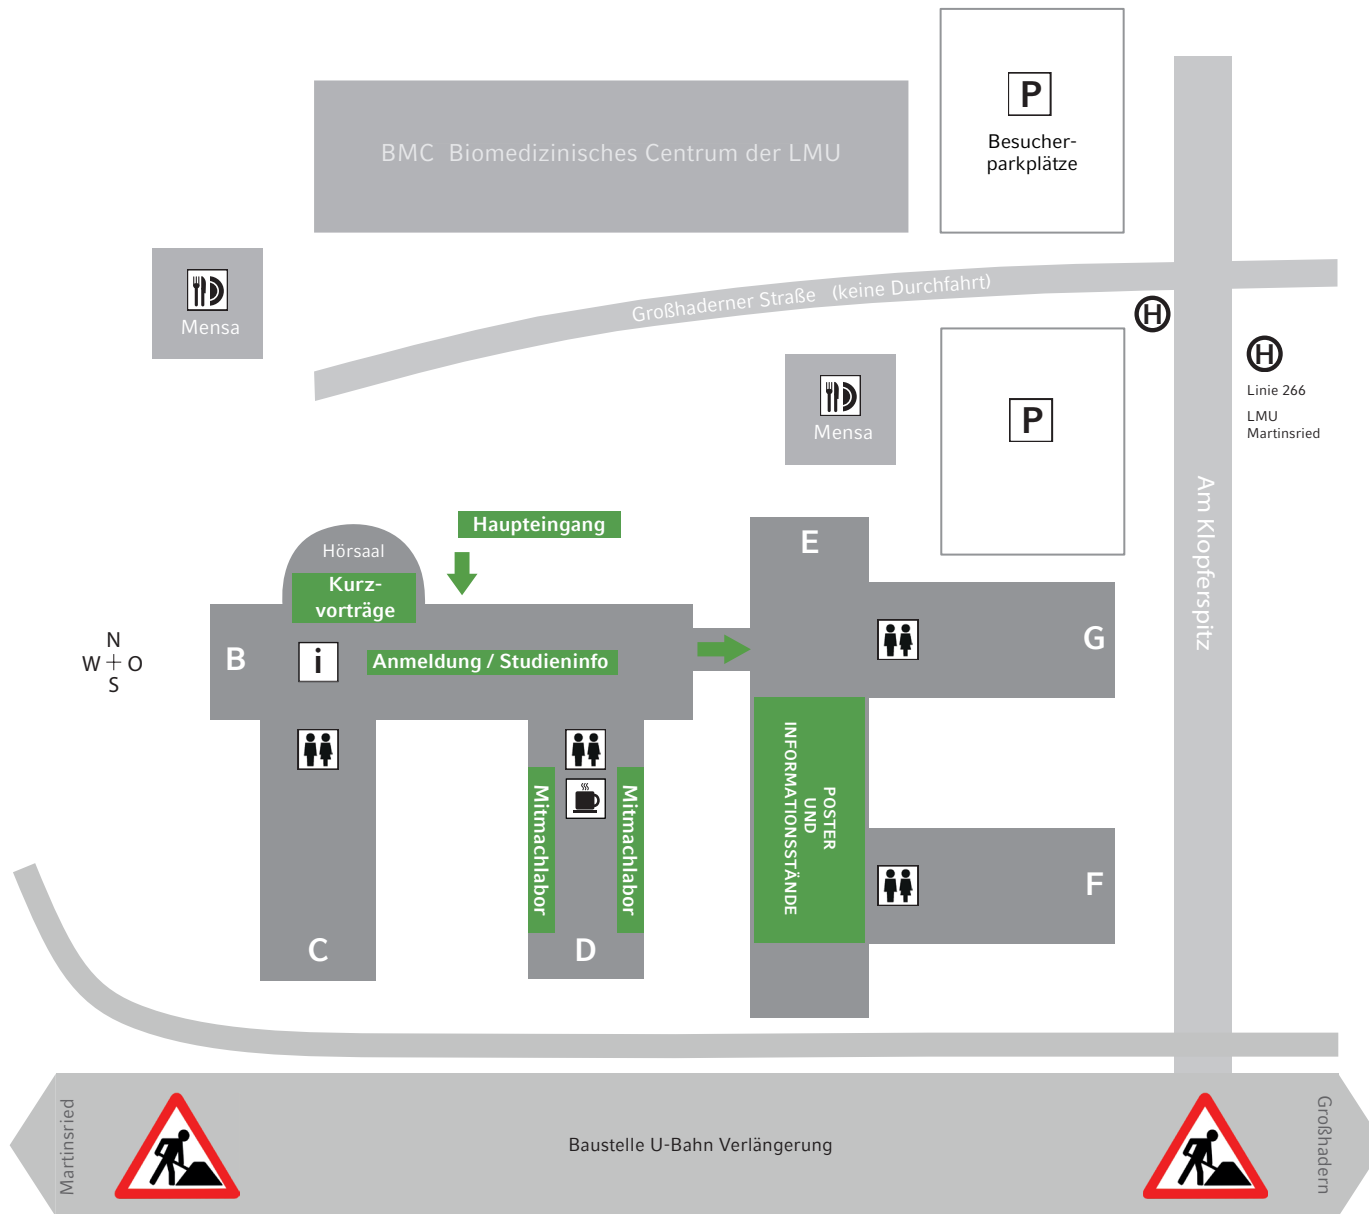 P
Besucher-
parkplätze
BMC Biomedizinisches Centrum der LMU
Mensa
Großhaderner Straße (keine Durchfahrt)
H
H
Linie 266
LMU
Martinsried
Mensa
P
Am Klopferspitz
Haupteingang
Hörsaal
Kurz-
vorträge
E
N
W O
S
B
i
Anmeldung / Studieninfo
G
POSTER
UND
INFORMATIONSSTÄNDE
Mitmachlabor
Mitmachlabor
F
C
D
Martinsried
Baustelle U-Bahn Verlängerung
Großhadern